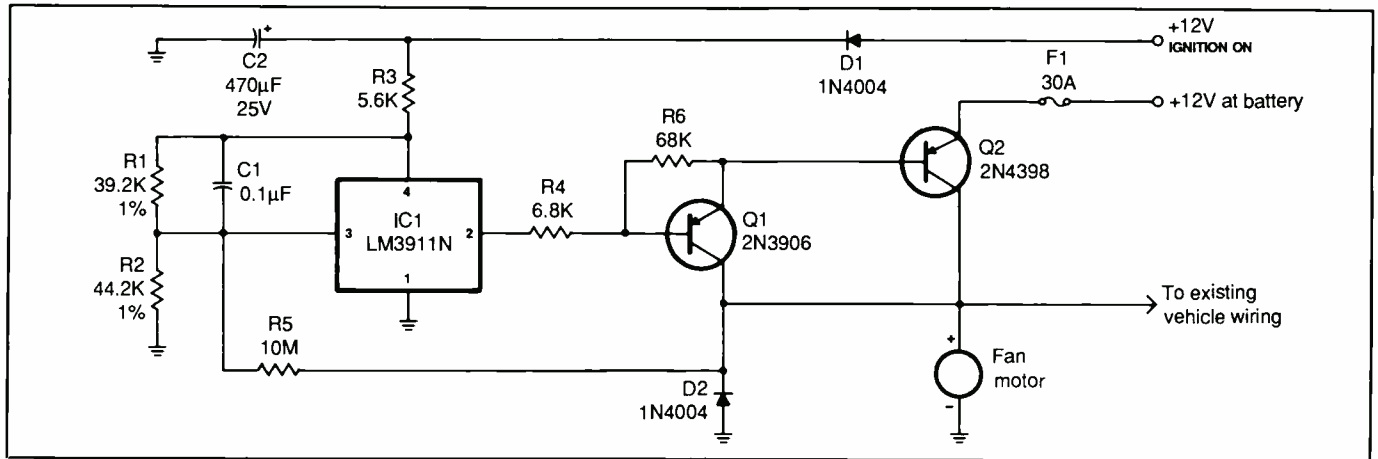 +12V
IGNITION ON
C2
470µF
25V
R3
5.6K
D1
1N4004
F1
30A
+12V at battery
R6
68K
Q2
2N4398
R1
39.2K
1%
C1
0.1µF
4
IC1
LM3911N
3
2
1
R4
6.8K
Q1
2N3906
R2
44.2K
1%
R5
10M
To existing
vehicle wiring
D2
1N4004
+
Fan
motor
-